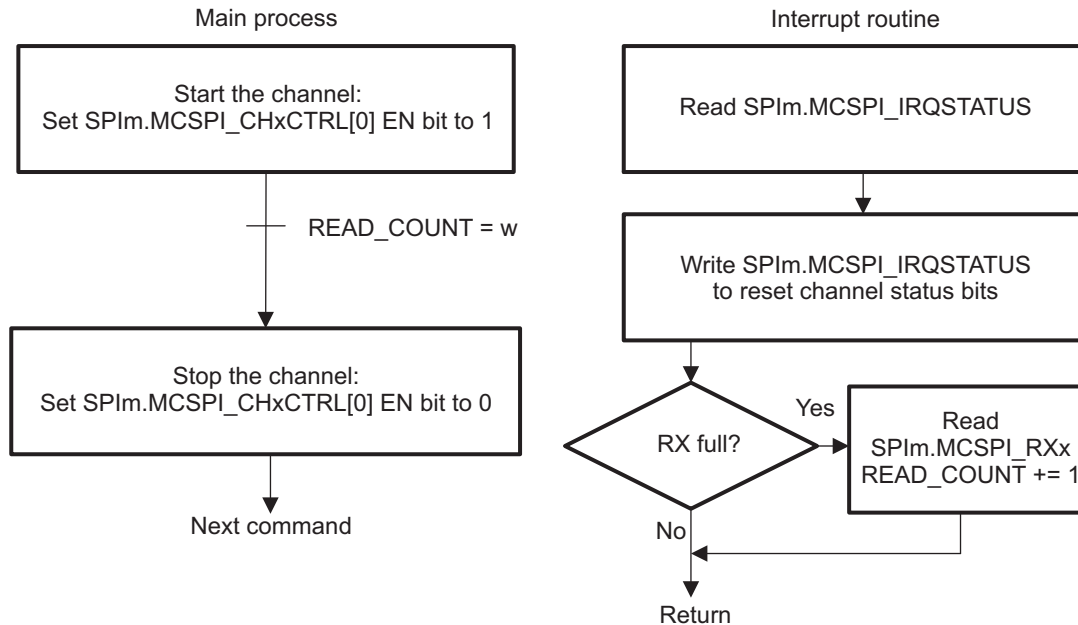 Main process
Start the channel:
Set SPIm.MCSPI_CHxCTRL[0] EN bit to 1
READ_COUNT = w
Stop the channel:
Set SPIm.MCSPI_CHxCTRL[0] EN bit to 0
Next command
Interrupt routine
Read SPIm.MCSPI_IRQSTATUS
Write SPIm.MCSPI_IRQSTATUS
to reset channel status bits
RX full?
Yes
Read
SPIm.MCSPI_RXx
READ_COUNT += 1
No
Return